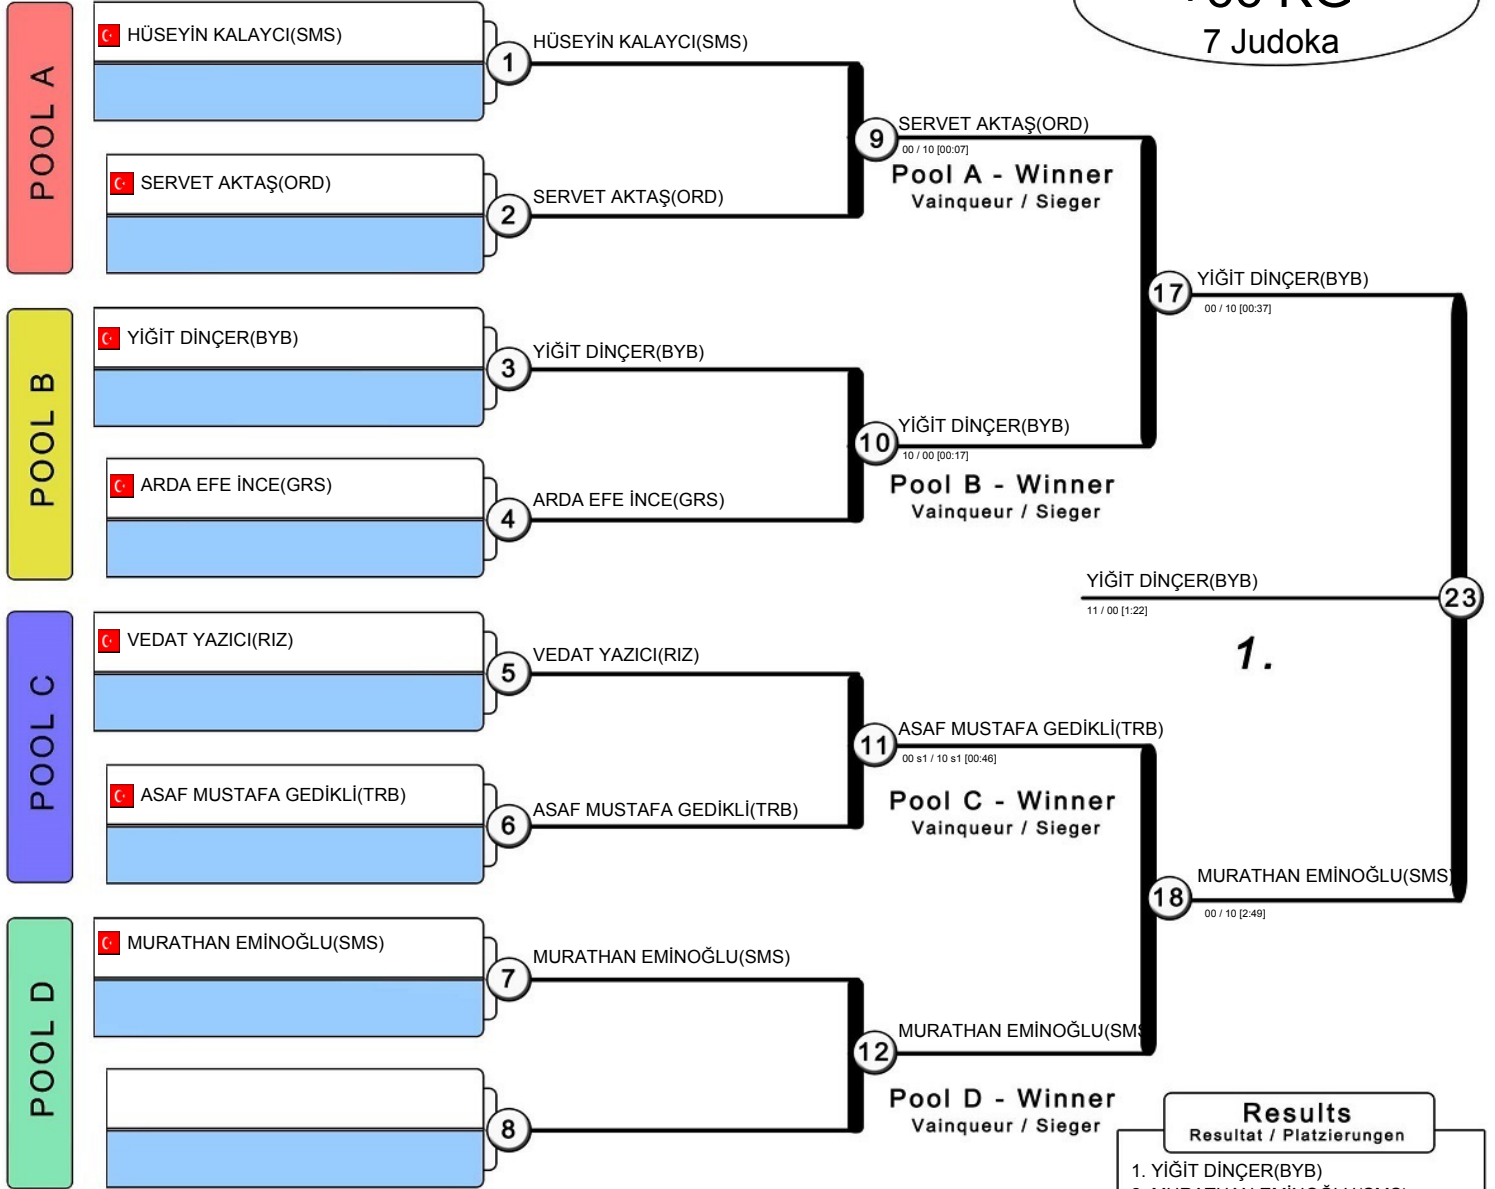 7 Judoka
POOL A
HÜSEYİN KALAYCI(SMS)
1
HÜSEYİN KALAYCI(SMS)
SERVET AKTAŞ(ORD)
2
SERVET AKTAŞ(ORD)
9
SERVET AKTAŞ(ORD)
00 / 10 [00:07]
Pool A - Winner
Vainqueur / Sieger
POOL B
YİĞİT DİNÇER(BYB)
3
YİĞİT DİNÇER(BYB)
ARDA EFE İNCE(GRS)
4
ARDA EFE İNCE(GRS)
10
YİĞİT DİNÇER(BYB)
10 / 00 [00:17]
Pool B - Winner
Vainqueur / Sieger
17
YİĞİT DİNÇER(BYB)
00 / 10 [00:37]
YİĞİT DİNÇER(BYB)
23
11 / 00 [1:22]
1.
POOL C
VEDAT YAZICI(RIZ)
5
VEDAT YAZICI(RIZ)
ASAF MUSTAFA GEDİKLİ(TRB)
6
ASAF MUSTAFA GEDİKLİ(TRB)
11
ASAF MUSTAFA GEDİKLİ(TRB)
00 s1 / 10 s1 [00:46]
Pool C - Winner
Vainqueur / Sieger
18
MURATHAN EMİNOĞLU(SMS)
00 / 10 [2:49]
POOL D
MURATHAN EMİNOĞLU(SMS)
7
MURATHAN EMİNOĞLU(SMS)
8
12
MURATHAN EMİNOĞLU(SMS
Pool D - Winner
Vainqueur / Sieger
Results
Resultat / Platzierungen
1. YİĞİT DİNÇER(BYB)